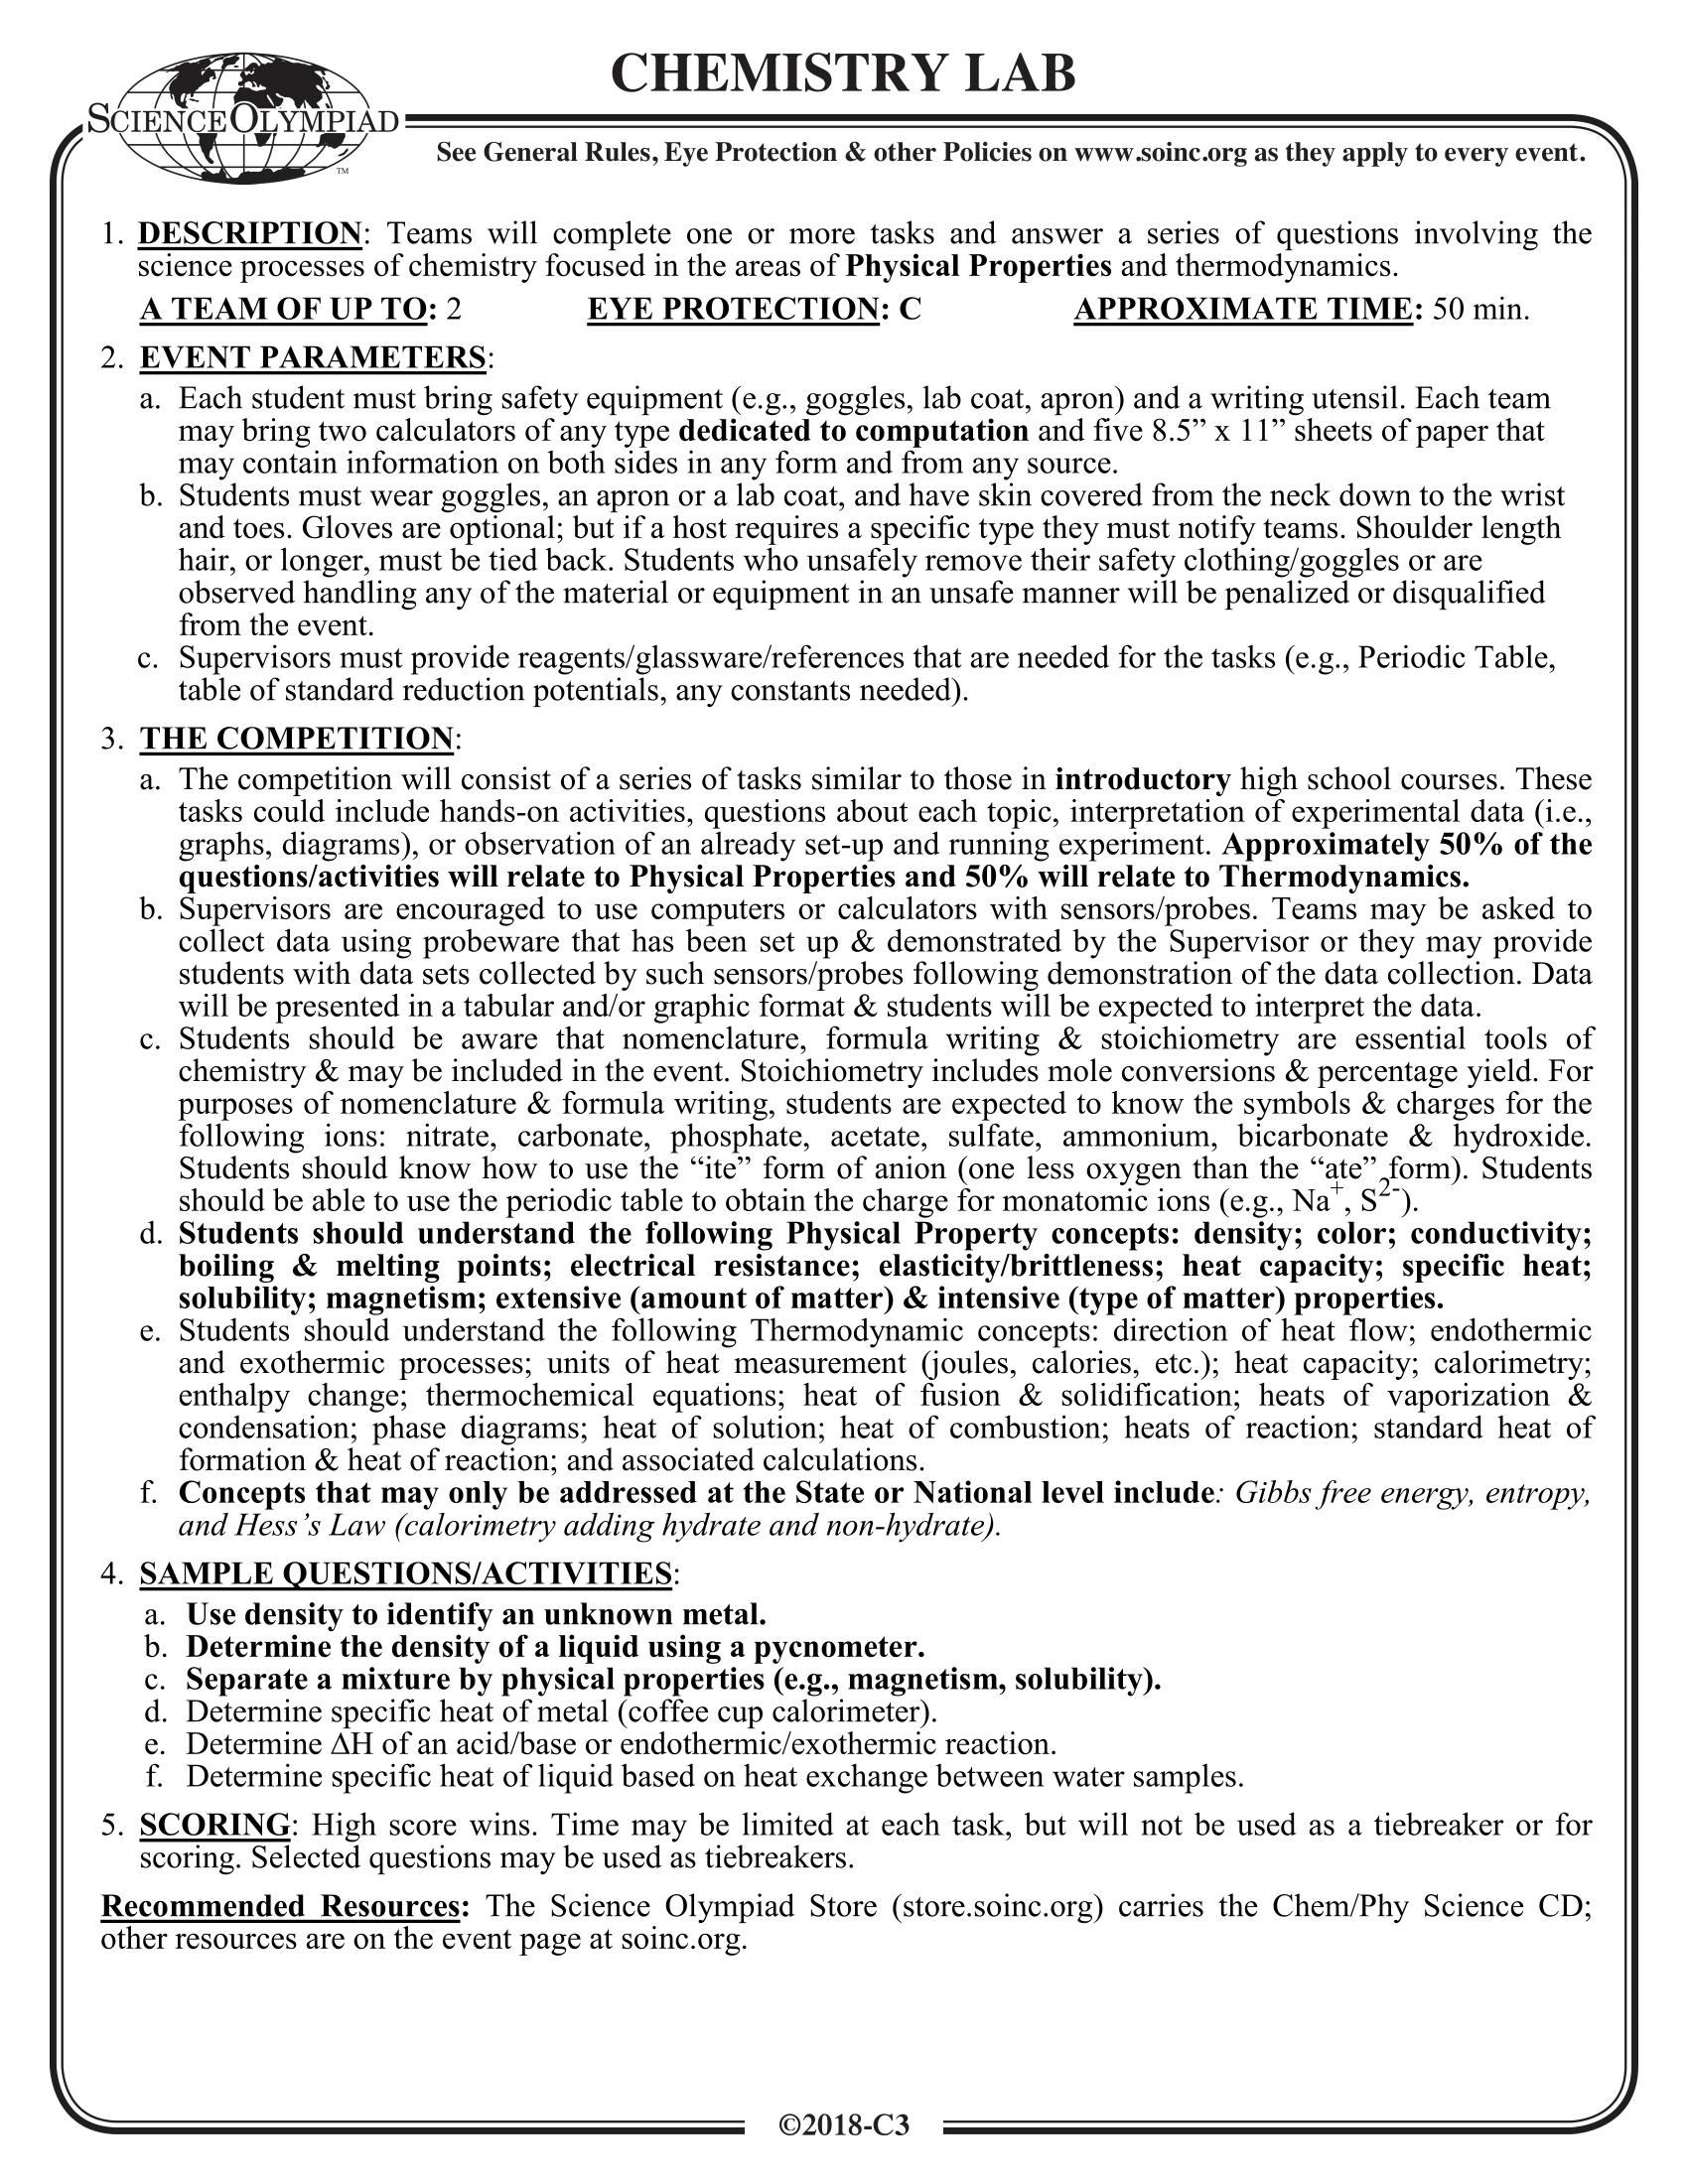 CHEMISTRY LAB
SCIENCE OLYMPIAD
TM
See General Rules, Eye Protection & other Policies on www.soinc.org as they apply to every event.
1. DESCRIPTION: Teams will complete one or more tasks and answer a series of questions involving the
science processes of chemistry focused in the areas of Physical Properties and thermodynamics.
A TEAM OF UP TO: 2 EYE PROTECTION: C APPROXIMATE TIME: 50 min.
2. EVENT PARAMETERS:
a. Each student must bring safety equipment (e.g., goggles, lab coat, apron) and a writing utensil. Each team
may bring two calculators of any type dedicated to computation and five 8.5” x 11” sheets of paper that
may contain information on both sides in any form and from any source.
b. Students must wear goggles, an apron or a lab coat, and have skin covered from the neck down to the wrist
and toes. Gloves are optional; but if a host requires a specific type they must notify teams. Shoulder length
hair, or longer, must be tied back. Students who unsafely remove their safety clothing/goggles or are
observed handling any of the material or equipment in an unsafe manner will be penalized or disqualified
from the event.
c. Supervisors must provide reagents/glassware/references that are needed for the tasks (e.g., Periodic Table,
table of standard reduction potentials, any constants needed).
3. THE COMPETITION:
a. The competition will consist of a series of tasks similar to those in introductory high school courses. These
tasks could include hands-on activities, questions about each topic, interpretation of experimental data (i.e.,
graphs, diagrams), or observation of an already set-up and running experiment. Approximately 50% of the
questions/activities will relate to Physical Properties and 50% will relate to Thermodynamics.
b. Supervisors are encouraged to use computers or calculators with sensors/probes. Teams may be asked to
collect data using probeware that has been set up & demonstrated by the Supervisor or they may provide
students with data sets collected by such sensors/probes following demonstration of the data collection. Data
will be presented in a tabular and/or graphic format & students will be expected to interpret the data.
c. Students should be aware that nomenclature, formula writing & stoichiometry are essential tools of
chemistry & may be included in the event. Stoichiometry includes mole conversions & percentage yield. For
purposes of nomenclature & formula writing, students are expected to know the symbols & charges for the
following ions: nitrate, carbonate, phosphate, acetate, sulfate, ammonium, bicarbonate & hydroxide.
Students should know how to use the “ite” form of anion (one less oxygen than the “ate” form). Students
should be able to use the periodic table to obtain the charge for monatomic ions (e.g., Na⁺, S²⁻).
d. Students should understand the following Physical Property concepts: density; color; conductivity;
boiling & melting points; electrical resistance; elasticity/brittleness; heat capacity; specific heat;
solubility; magnetism; extensive (amount of matter) & intensive (type of matter) properties.
e. Students should understand the following Thermodynamic concepts: direction of heat flow; endothermic
and exothermic processes; units of heat measurement (joules, calories, etc.); heat capacity; calorimetry;
enthalpy change; thermochemical equations; heat of fusion & solidification; heats of vaporization &
condensation; phase diagrams; heat of solution; heat of combustion; heats of reaction; standard heat of
formation & heat of reaction; and associated calculations.
f. Concepts that may only be addressed at the State or National level include: Gibbs free energy, entropy,
and Hess’s Law (calorimetry adding hydrate and non-hydrate).
4. SAMPLE QUESTIONS/ACTIVITIES:
a. Use density to identify an unknown metal.
b. Determine the density of a liquid using a pycnometer.
c. Separate a mixture by physical properties (e.g., magnetism, solubility).
d. Determine specific heat of metal (coffee cup calorimeter).
e. Determine ΔH of an acid/base or endothermic/exothermic reaction.
f. Determine specific heat of liquid based on heat exchange between water samples.
5. SCORING: High score wins. Time may be limited at each task, but will not be used as a tiebreaker or for
scoring. Selected questions may be used as tiebreakers.
Recommended Resources: The Science Olympiad Store (store.soinc.org) carries the Chem/Phy Science CD;
other resources are on the event page at soinc.org.
©2018-C3